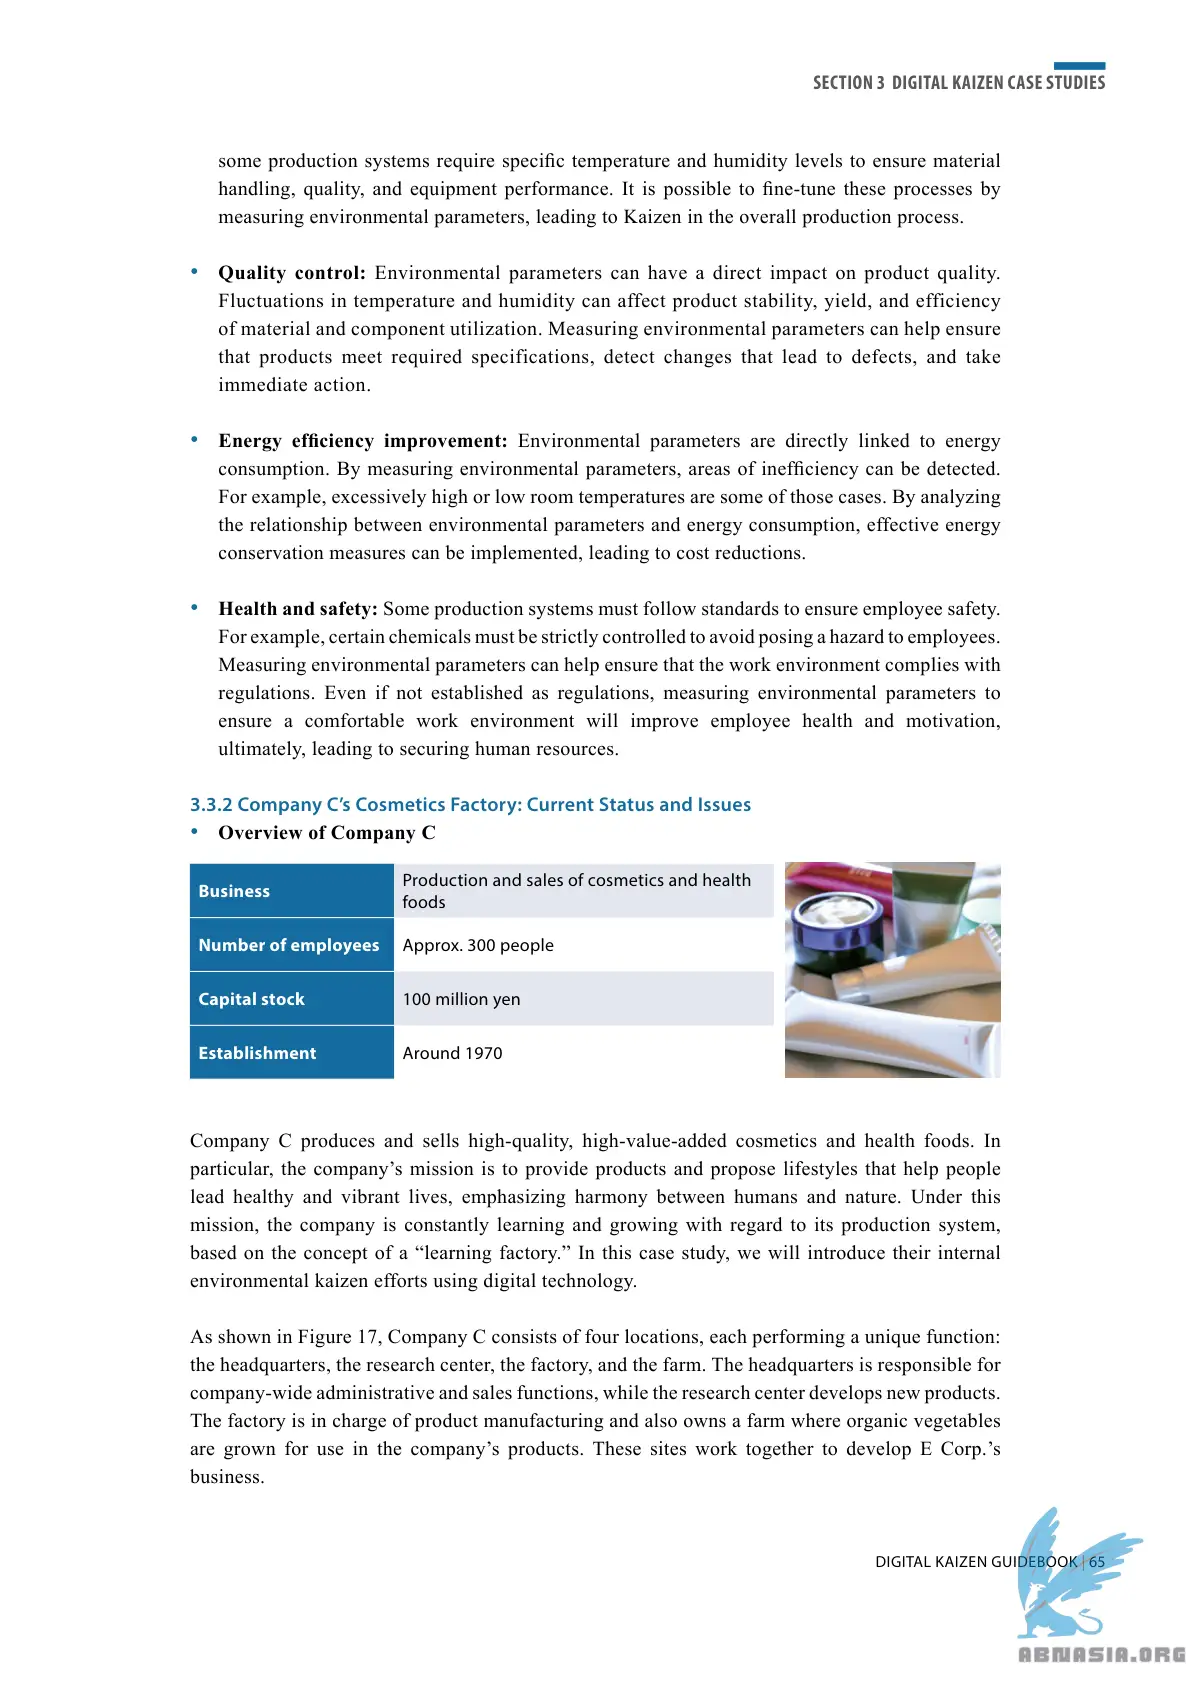 SECTION 3 DIGITAL KAIZEN CASE STUDIES
some production systems require specific temperature and humidity levels to ensure material
handling, quality, and equipment performance. It is possible to fine-tune these processes by
measuring environmental parameters, leading to Kaizen in the overall production process.
• Quality control: Environmental parameters can have a direct impact on product quality.
Fluctuations in temperature and humidity can affect product stability, yield, and efficiency
of material and component utilization. Measuring environmental parameters can help ensure
that products meet required specifications, detect changes that lead to defects, and take
immediate action.
• Energy efficiency improvement: Environmental parameters are directly linked to energy
consumption. By measuring environmental parameters, areas of inefficiency can be detected.
For example, excessively high or low room temperatures are some of those cases. By analyzing
the relationship between environmental parameters and energy consumption, effective energy
conservation measures can be implemented, leading to cost reductions.
• Health and safety: Some production systems must follow standards to ensure employee safety.
For example, certain chemicals must be strictly controlled to avoid posing a hazard to employees.
Measuring environmental parameters can help ensure that the work environment complies with
regulations. Even if not established as regulations, measuring environmental parameters to
ensure a comfortable work environment will improve employee health and motivation,
ultimately, leading to securing human resources.
3.3.2 Company C’s Cosmetics Factory: Current Status and Issues
• Overview of Company C
Business
Production and sales of cosmetics and health
foods
Number of employees Approx. 300 people
Capital stock 100 million yen
Establishment Around 1970
Company C produces and sells high-quality, high-value-added cosmetics and health foods. In
particular, the company’s mission is to provide products and propose lifestyles that help people
lead healthy and vibrant lives, emphasizing harmony between humans and nature. Under this
mission, the company is constantly learning and growing with regard to its production system,
based on the concept of a “learning factory.” In this case study, we will introduce their internal
environmental kaizen efforts using digital technology.
As shown in Figure 17, Company C consists of four locations, each performing a unique function:
the headquarters, the research center, the factory, and the farm. The headquarters is responsible for
company-wide administrative and sales functions, while the research center develops new products.
The factory is in charge of product manufacturing and also owns a farm where organic vegetables
are grown for use in the company’s products. These sites work together to develop E Corp.’s
business.
DIGITAL KAIZEN GUIDEBOOK | 65
ABNASIA.ORG